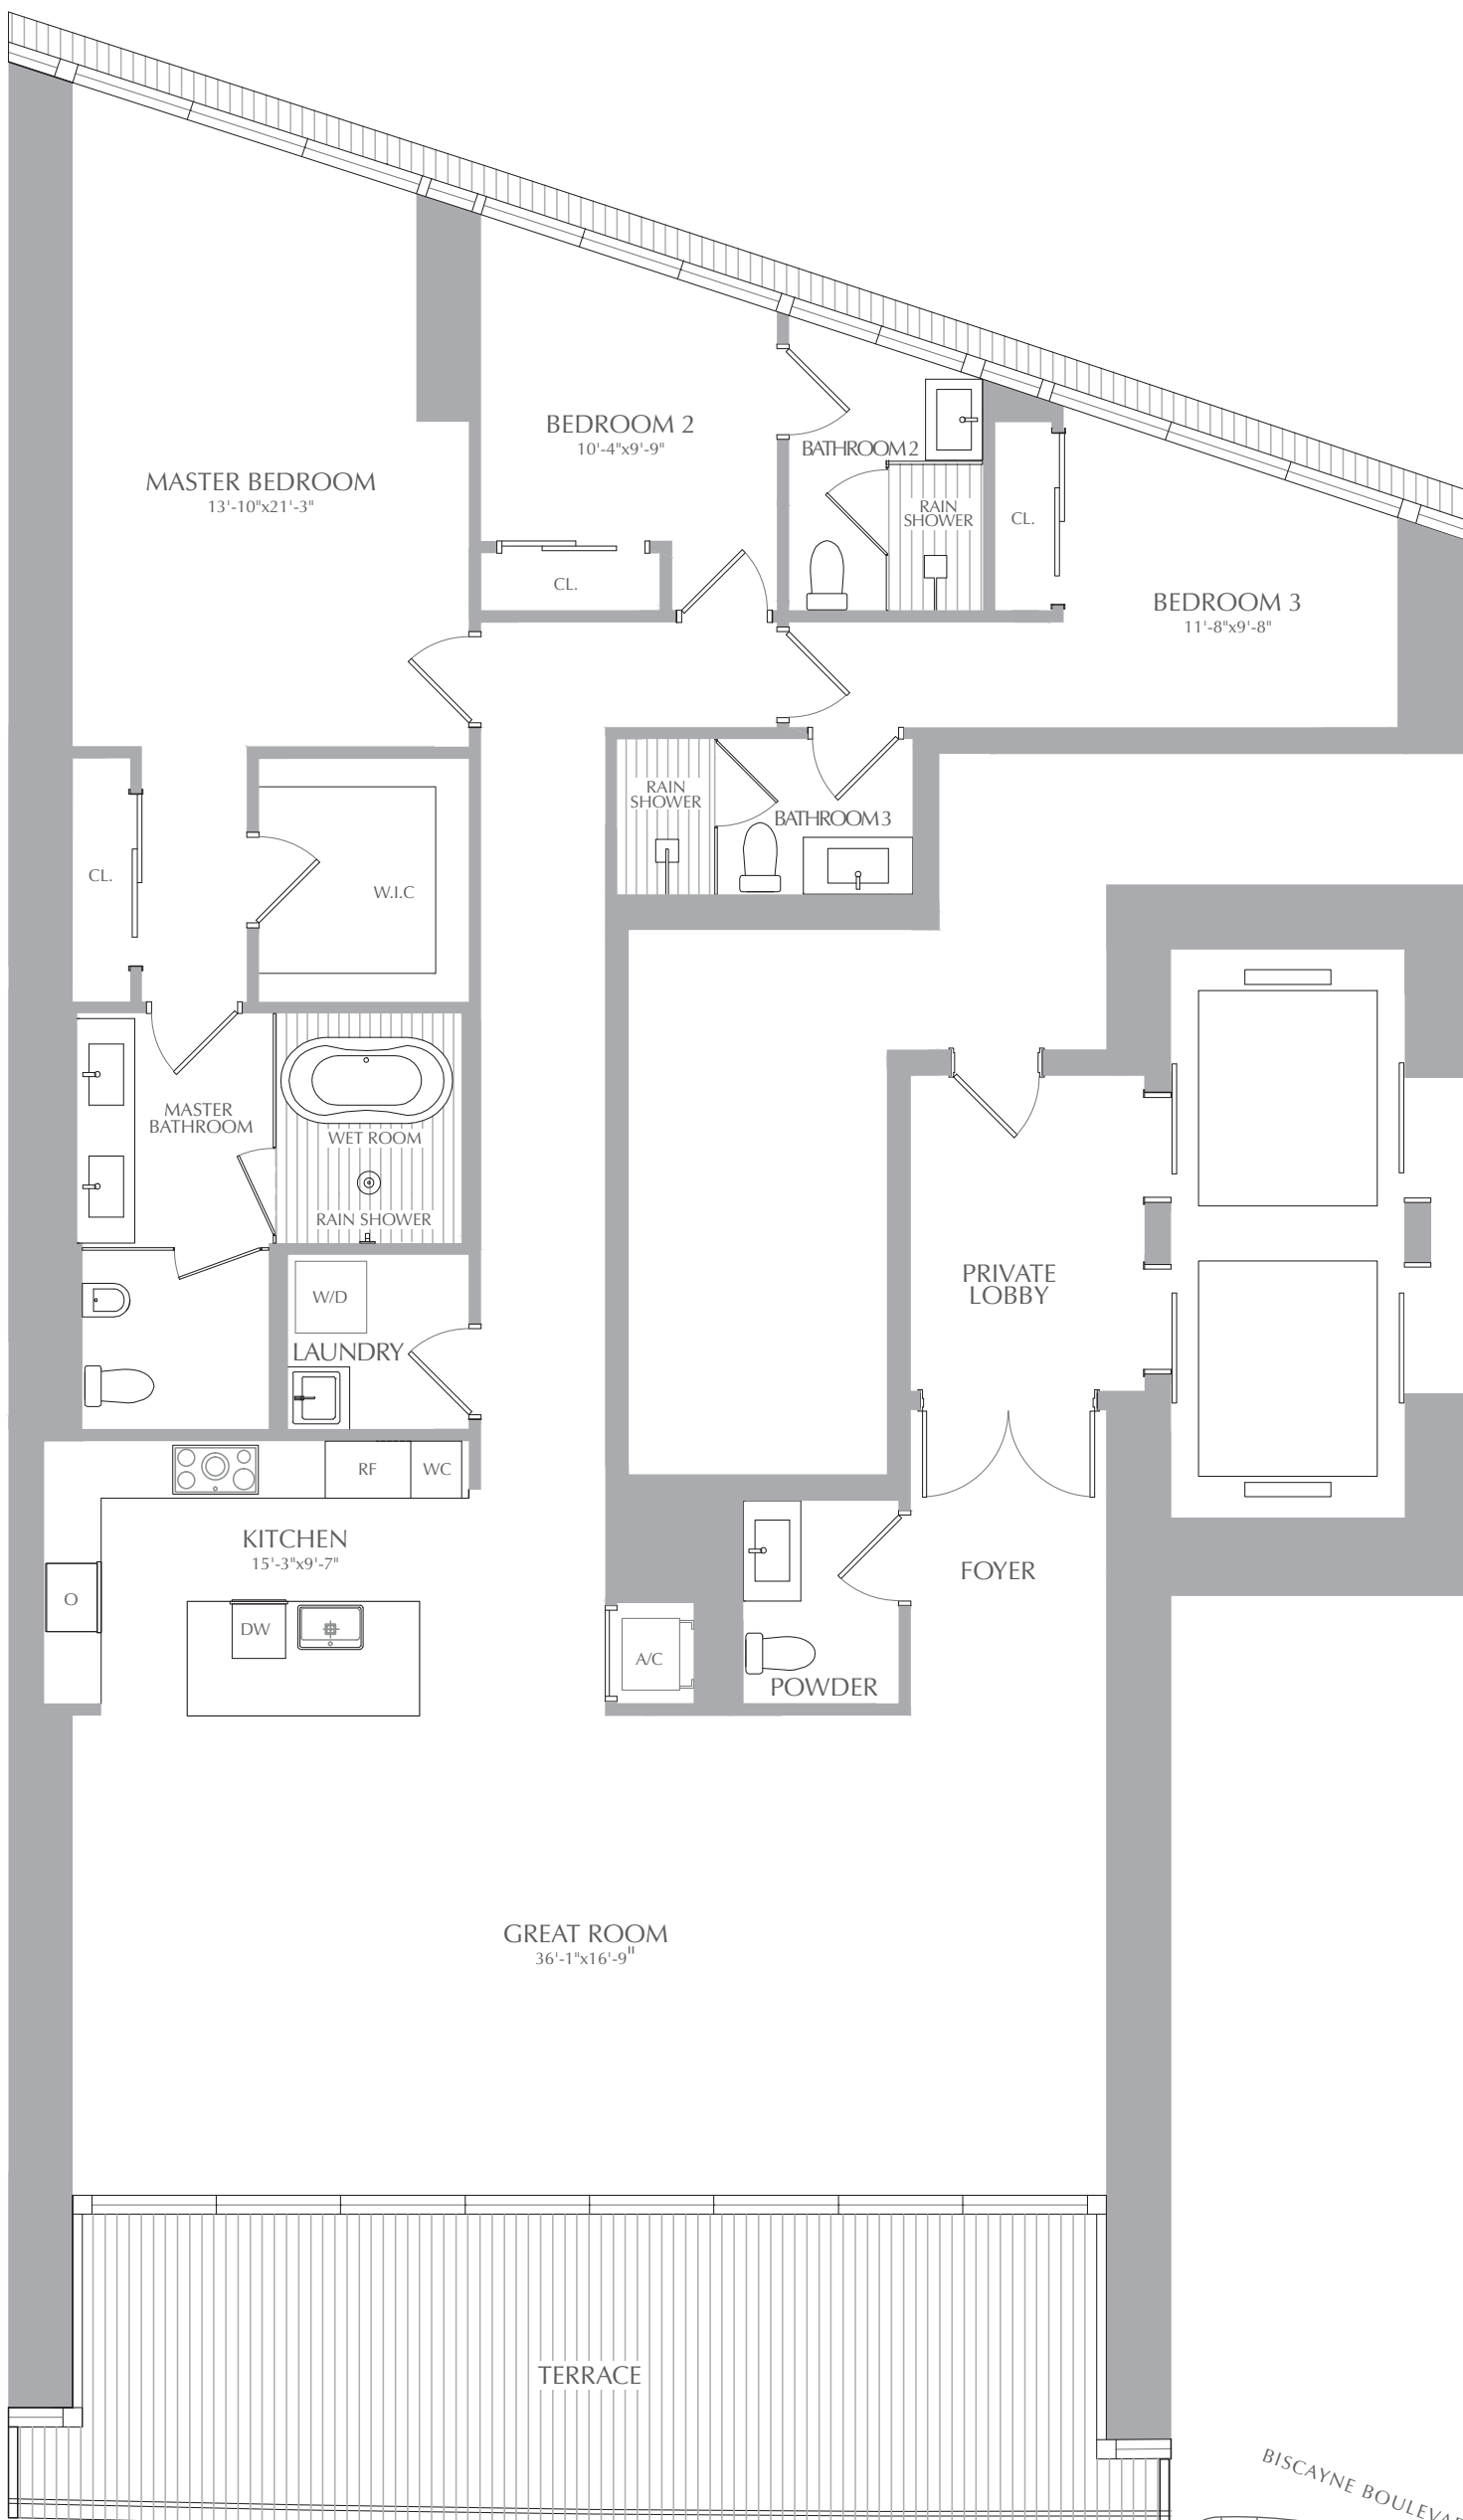 BEDROOM 2
10'-4"x9'-9"
BATHROOM 2
MASTER BEDROOM
13'-10"x21'-3"
RAIN
SHOWER
CL.
CL.
BEDROOM 3
11'-8"x9'-8"
RAIN
SHOWER
BATHROOM 3
CL.
W.I.C
MASTER
BATHROOM
WET ROOM
RAIN SHOWER
PRIVATE
LOBBY
W/D
LAUNDRY
RF
WC
KITCHEN
15'-3"x9'-7"
FOYER
O
DW
A/C
POWDER
GREAT ROOM
36'-1"x16'-9"
TERRACE
BISCAYNE BOULEVA